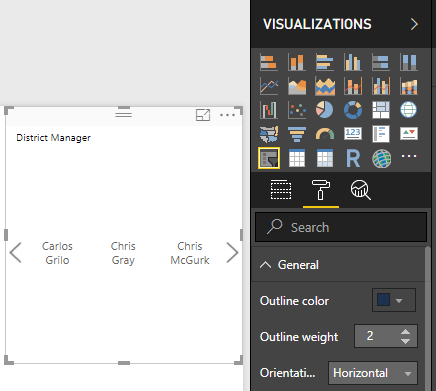 VISUALIZATIONS
District Manager
Carlos Grilo
Chris Gray
Chris McGurk
123
R
Search
General
Outline color
Outline weight 2
Orientati... Horizontal